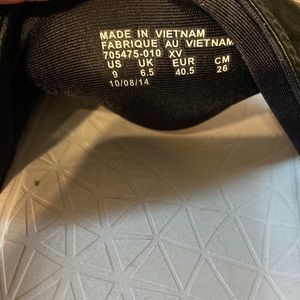 MADE IN VIETNAM
FABRIQUE AU VIETNAM
705475-010 XV
US UK EUR CM
9 6.5 40.5 26
10/08/14